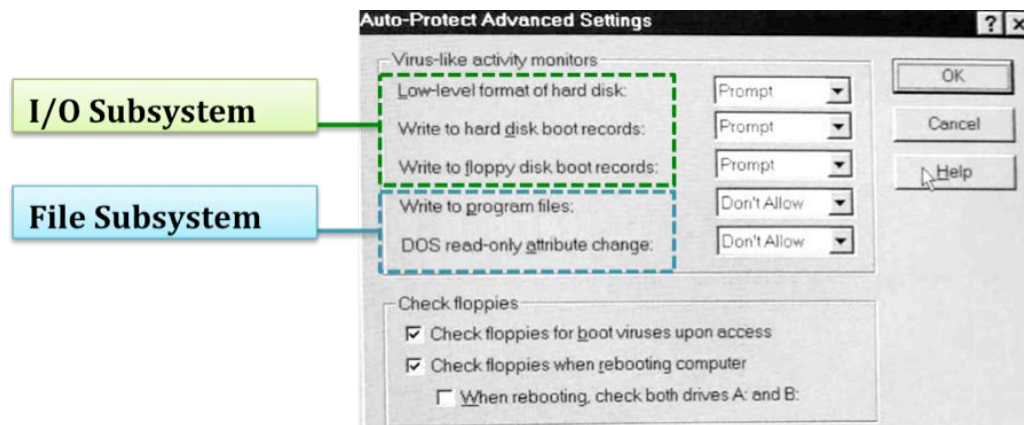 Auto-Protect Advanced Settings
Virus-like activity monitors
I/O Subsystem
Low-level format of hard disk: Prompt
Write to hard disk boot records: Prompt
Write to floppy disk boot records: Prompt
File Subsystem
Write to program files: Don't Allow
DOS read-only attribute change: Don't Allow
OK
Cancel
Help
Check floppies
Check floppies for boot viruses upon access
Check floppies when rebooting computer
When rebooting, check both drives A: and B: